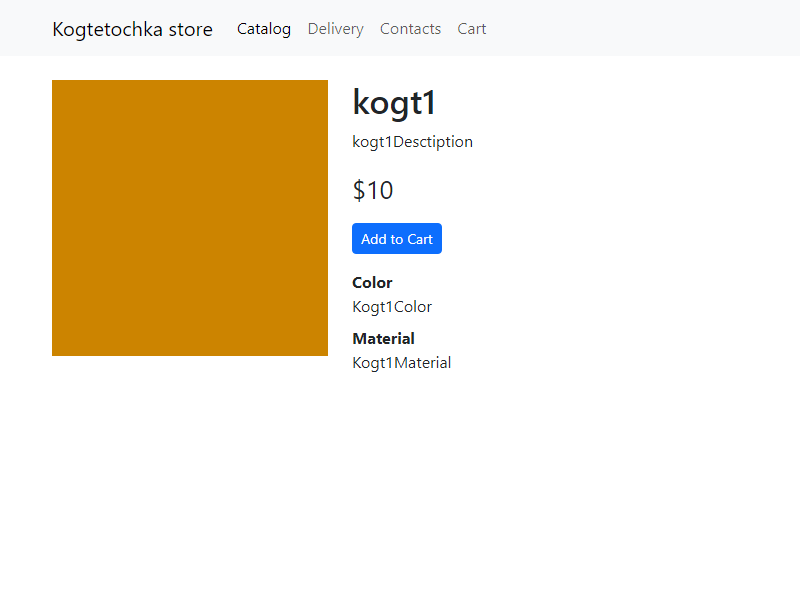 Kogtetochka store Catalog Delivery Contacts Cart
kogt1
kogt1Desctiption
$10
Add to Cart
Color
Kogt1Color
Material
Kogt1Material